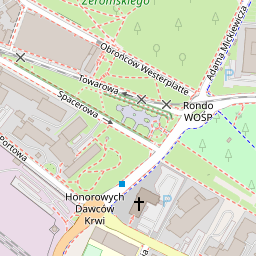 Żeromskiego
Adama Mickiewicza
Obrońców Westerplatte
Towarowa
Spacerowa
Rondo
WOŚP
Portowa
Honorowych
Dawców
Krwi